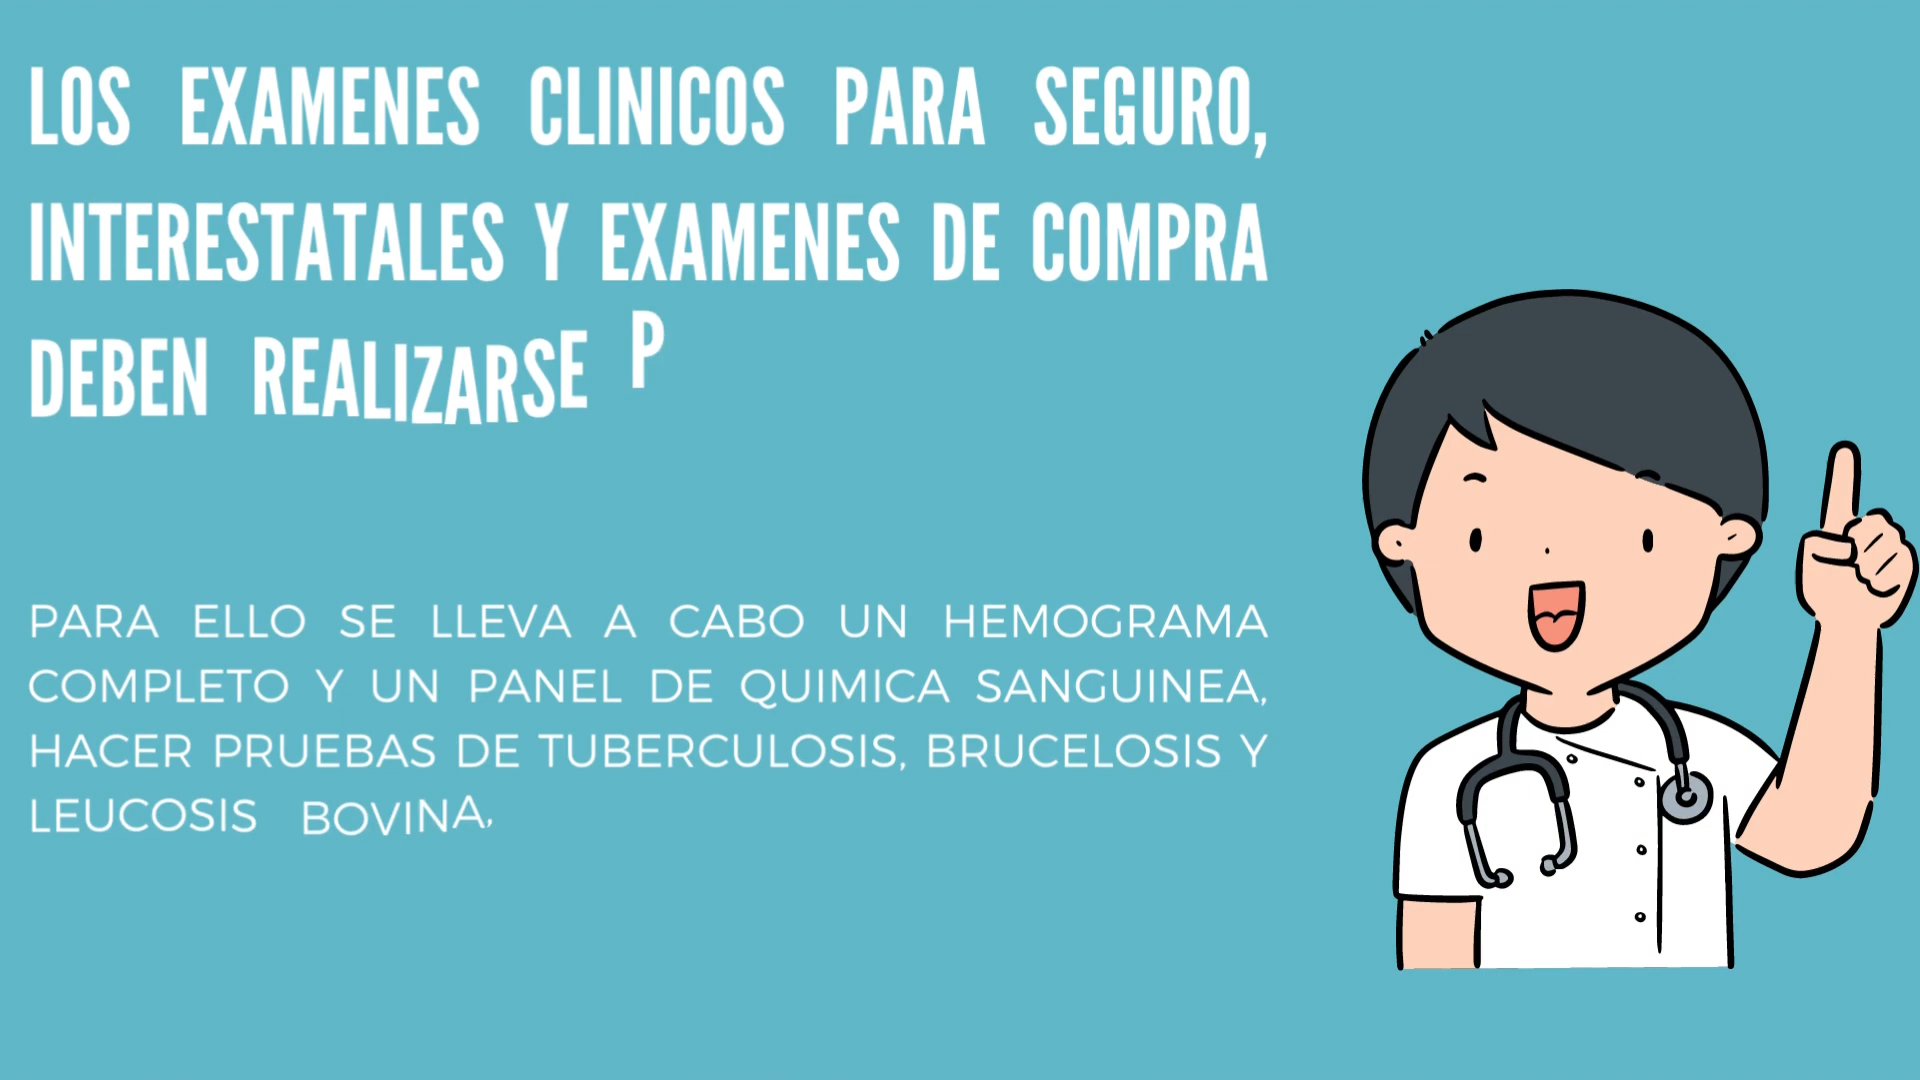 LOS EXAMENES CLINICOS PARA SEGURO,
INTERESTATALES Y EXAMENES DE COMPRA
DEBEN REALIZARSE P
PARA ELLO SE LLEVA A CABO UN HEMOGRAMA
COMPLETO Y UN PANEL DE QUIMICA SANGUINEA,
HACER PRUEBAS DE TUBERCULOSIS, BRUCELOSIS Y
LEUCOSIS BOVINA,